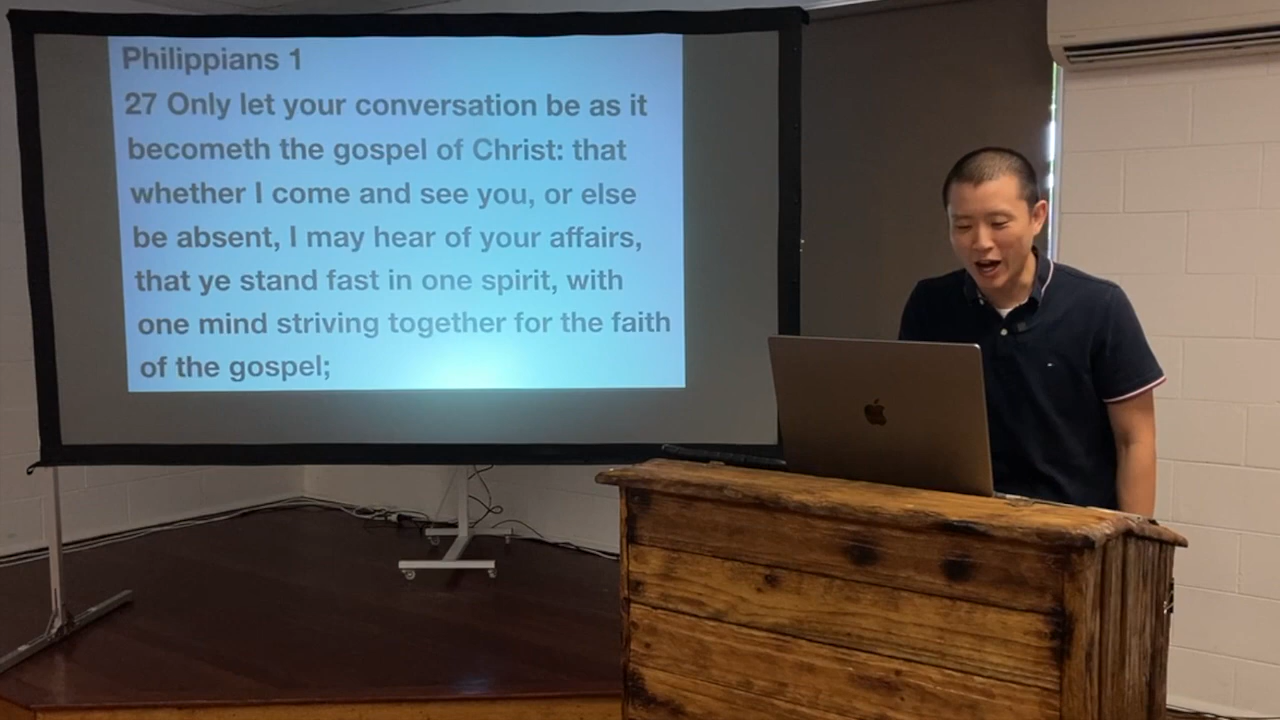 Philippians 1
27 Only let your conversation be as it
becometh the gospel of Christ: that
whether I come and see you, or else
be absent, I may hear of your affairs,
that ye stand fast in one spirit, with
one mind striving together for the faith
of the gospel;